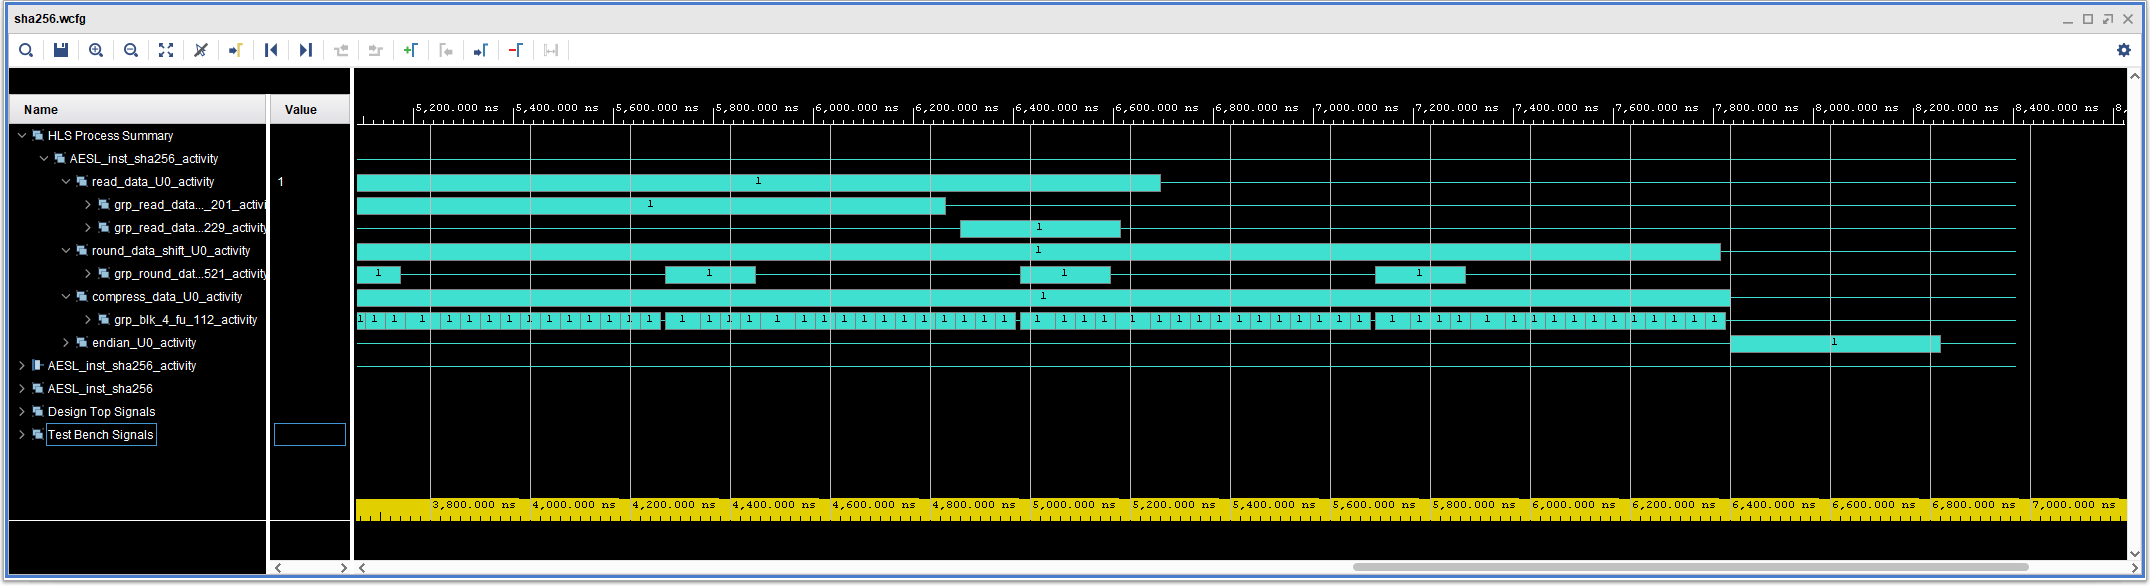 sha256.wcfg
5,200.000 ns 5,400.000 ns 5,600.000 ns 5,800.000 ns 6,000.000 ns 6,200.000 ns 6,400.000 ns 6,600.000 ns 6,800.000 ns 7,000.000 ns 7,200.000 ns 7,400.000 ns 7,600.000 ns 7,800.000 ns 8,000.000 ns 8,200.000 ns 8,400.000 ns 8,
Name Value
HLS Process Summary
AESL_inst_sha256_activity
read_data_U0_activity 1 1
grp_read_data..._201_activi 1
grp_read_data...229_activity 1
round_data_shift_U0_activity 1
grp_round_dat...521_activity 1 1 1 1
compress_data_U0_activity 1
grp_blk_4_fu_112_activity 1 1 1 1 1 1 1 1 1 1 1 1 1 1 1 1 1 1 1 1 1 1 1 1 1 1 1 1 1 1 1 1 1 1 1 1 1 1 1 1 1 1 1 1 1 1 1 1 1 1 1 1 1 1 1 1 1 1 1 1 1 1
endian_U0_activity 1
AESL_inst_sha256_activity
AESL_inst_sha256
Design Top Signals
Test Bench Signals
3,800.000 ns 4,000.000 ns 4,200.000 ns 4,400.000 ns 4,600.000 ns 4,800.000 ns 5,000.000 ns 5,200.000 ns 5,400.000 ns 5,600.000 ns 5,800.000 ns 6,000.000 ns 6,200.000 ns 6,400.000 ns 6,600.000 ns 6,800.000 ns 7,000.000 ns